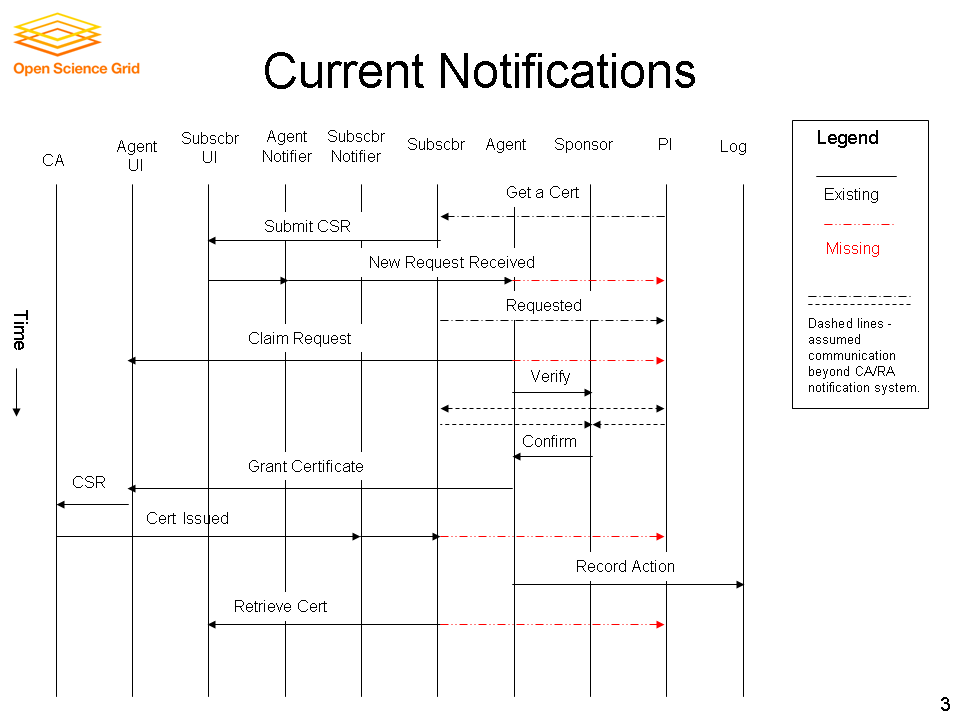 Open Science Grid
Current Notifications
CA
Agent
UI
Subscbr
UI
Agent
Notifier
Subscbr
Notifier
Subscbr
Agent
Sponsor
PI
Log
Legend
Existing
Missing
Dashed lines -
assumed
communication
beyond CA/RA
notification system.
Time
Get a Cert
Submit CSR
New Request Received
Requested
Claim Request
Verify
Confirm
Grant Certificate
CSR
Cert Issued
Record Action
Retrieve Cert
3